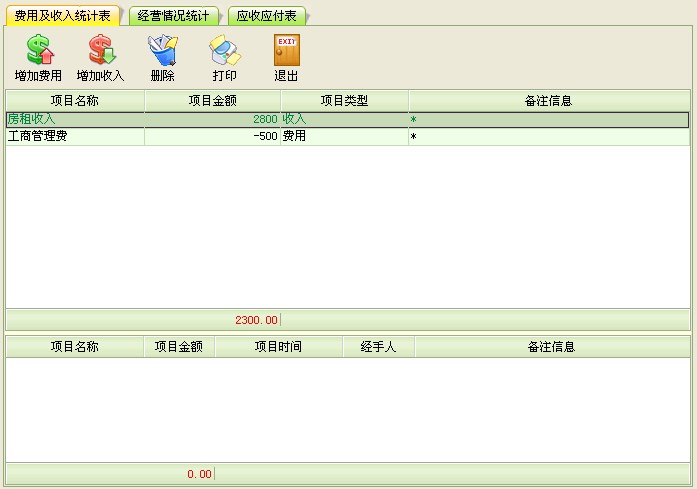 费用及收入统计表 经营情况统计 应收应付表
EXIT
增加费用 增加收入 删除 打印 退出
项目名称 项目金额 项目类型 备注信息
房租收入 2800 收入 *
工商管理费 -500 费用 *
2300.00
项目名称 项目金额 项目时间 经手人 备注信息
0.00